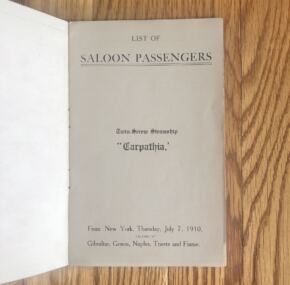 LIST OF
SALOON PASSENGERS
Twin-Screw Steamship
"Carpathia,"
From New York, Thursday, July 7, 1910,
Gibraltar, Genoa, Naples, Trieste and Fiume.